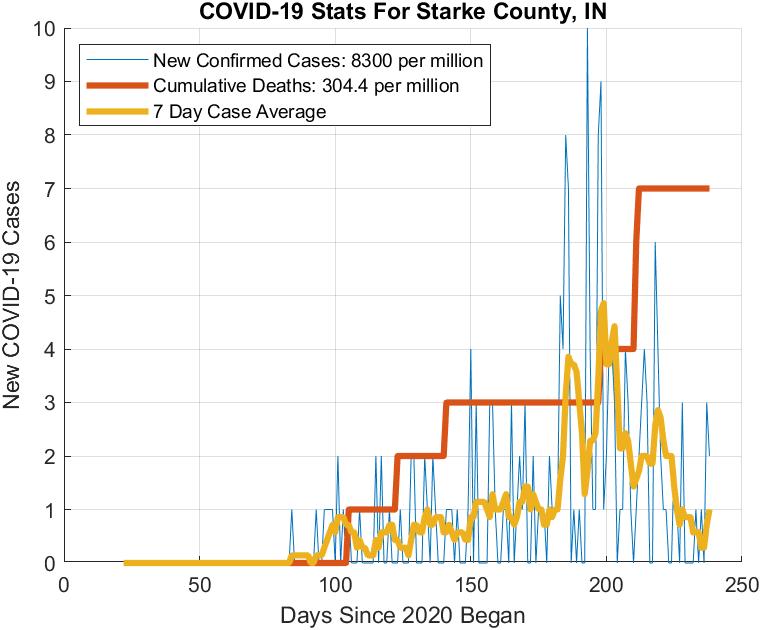 COVID-19 Stats For Starke County, IN
New Confirmed Cases: 8300 per million
Cumulative Deaths: 304.4 per million
7 Day Case Average
New COVID-19 Cases
10
9
8
7
6
5
4
3
2
1
0
0 50 100 150 200 250
Days Since 2020 Began